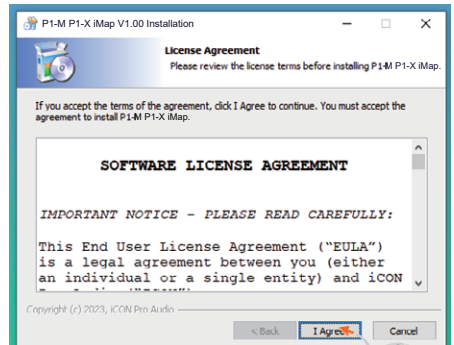 P1-M P1-X iMap V1.00 Installation
License Agreement
Please review the license terms before installing P1-M P1-X iMap.
If you accept the terms of the agreement, click I Agree to continue. You must accept the
agreement to install P1-M P1-X iMap.
SOFTWARE LICENSE AGREEMENT
IMPORTANT NOTICE – PLEASE READ CAREFULLY:
This End User License Agreement (“EULA”)
is a legal agreement between you (either
an individual or a single entity) and iCON
Copyright (c) 2023, iCON Pro Audio
< Back
I Agree
Cancel